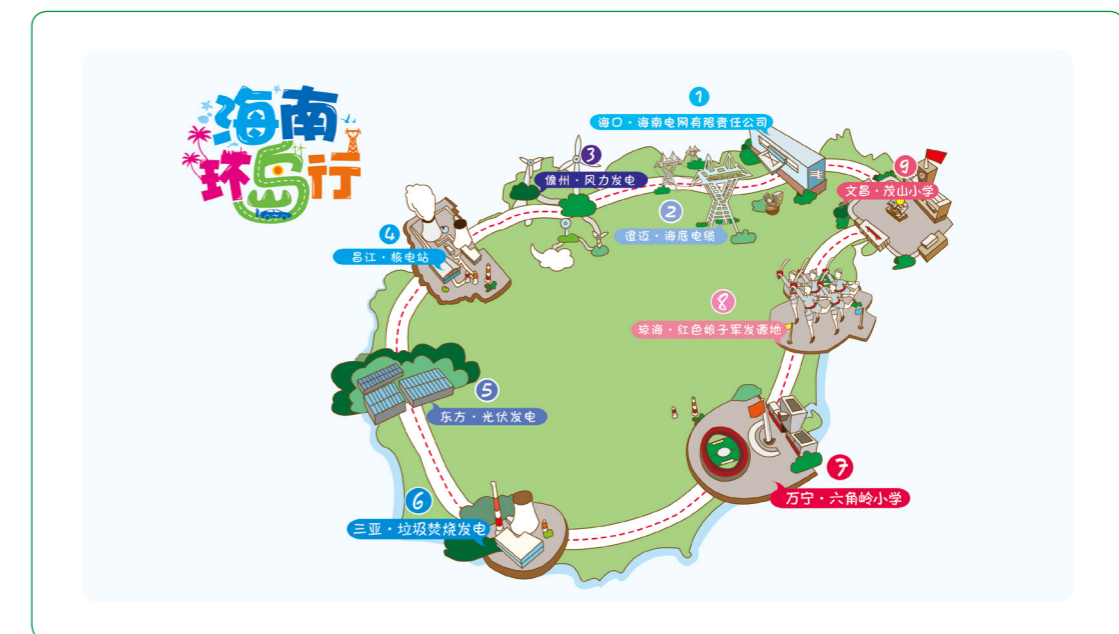 海南
环岛行
1
海口·海南电网有限责任公司
2
澄迈·海底电缆
3
儋州·风力发电
4
昌江·核电站
5
东方·光伏发电
6
三亚·垃圾焚烧发电
7
万宁·六角岭小学
8
琼海·红色娘子军发源地
9
文昌·茂山小学